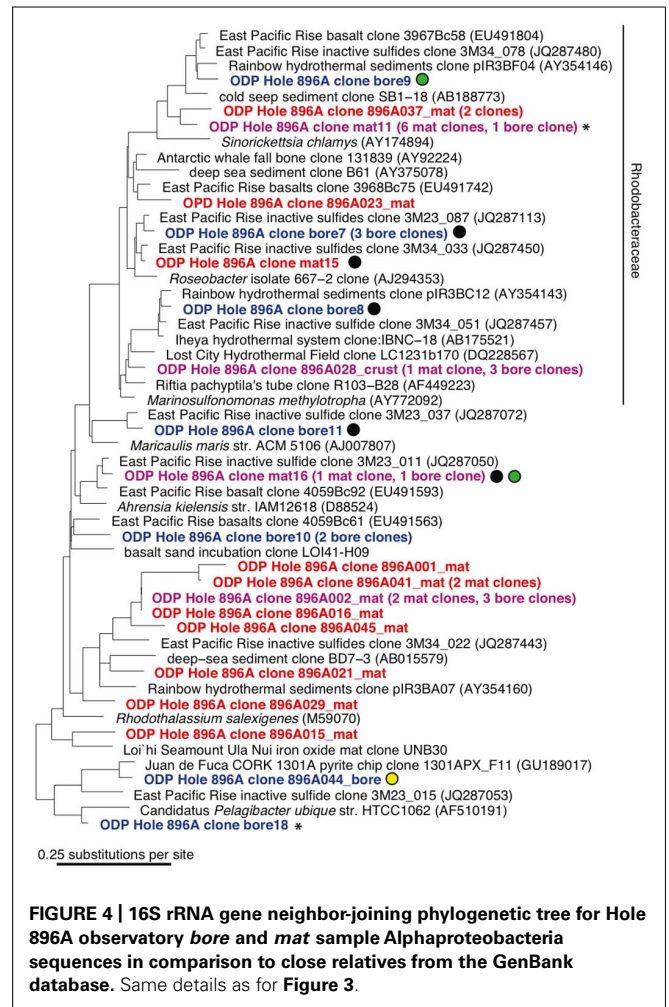 East Pacific Rise basalt clone 3967Bc58 (EU491804)
East Pacific Rise inactive sulfides clone 3M34_078 (JQ287480)
Rainbow hydrothermal sediments clone pIR3BF04 (AY354146)
ODP Hole 896A clone bore9
cold seep sediment clone SB1-18 (AB188773)
ODP Hole 896A clone 896A037_mat (2 clones)
ODP Hole 896A clone mat11 (6 mat clones, 1 bore clone) *
Sinorickettsia chlamys (AY174894)
Antarctic whale fall bone clone 131839 (AY92224)
deep sea sediment clone B61 (AY375078)
East Pacific Rise basalts clone 3968Bc75 (EU491742)
OPD Hole 896A clone 896A023_mat
East Pacific Rise inactive sulfides clone 3M23_087 (JQ287113)
ODP Hole 896A clone bore7 (3 bore clones)
East Pacific Rise inactive sulfides clone 3M34_033 (JQ287450)
ODP Hole 896A clone mat15
Roseobacter isolate 667-2 clone (AJ294353)
Rainbow hydrothermal sediments clone pIR3BC12 (AY354143)
ODP Hole 896A clone bore8
East Pacific Rise inactive sulfide clone 3M34_051 (JQ287457)
Iheya hydrothermal system clone:IBNC-18 (AB175521)
Lost City Hydrothermal Field clone LC1231b170 (DQ228567)
ODP Hole 896A clone 896A028_crust (1 mat clone, 3 bore clones)
Riftia pachyptila's tube clone R103-B28 (AF449223)
Marinosulfonomonas methylotropha (AY772092)
Rhodobacteraceae
East Pacific Rise inactive sulfide clone 3M23_037 (JQ287072)
ODP Hole 896A clone bore11
Maricaulis maris str. ACM 5106 (AJ007807)
East Pacific Rise inactive sulfide clone 3M23_011 (JQ287050)
ODP Hole 896A clone mat16 (1 mat clone, 1 bore clone)
East Pacific Rise basalt clone 4059Bc92 (EU491593)
Ahrensia kielensis str. IAM12618 (D88524)
East Pacific Rise basalts clone 4059Bc61 (EU491563)
ODP Hole 896A clone bore10 (2 bore clones)
basalt sand incubation clone LOI41-H09
ODP Hole 896A clone 896A001_mat
ODP Hole 896A clone 896A041_mat (2 mat clones)
ODP Hole 896A clone 896A002_mat (2 mat clones, 3 bore clones)
ODP Hole 896A clone 896A016_mat
ODP Hole 896A clone 896A045_mat
East Pacific Rise inactive sulfides clone 3M34_022 (JQ287443)
deep-sea sediment clone BD7-3 (AB015579)
ODP Hole 896A clone 896A021_mat
Rainbow hydrothermal sediments clone pIR3BA07 (AY354160)
ODP Hole 896A clone 896A029_mat
Rhodothalassium salexigenes (M59070)
ODP Hole 896A clone 896A015_mat
Loi`hi Seamount Ula Nui iron oxide mat clone UNB30
Juan de Fuca CORK 1301A pyrite chip clone 1301APX_F11 (GU189017)
ODP Hole 896A clone 896A044_bore
East Pacific Rise inactive sulfide clone 3M23_015 (JQ287053)
Candidatus Pelagibacter ubique str. HTCC1062 (AF510191)
ODP Hole 896A clone bore18 *
0.25 substitutions per site
FIGURE 4 | 16S rRNA gene neighbor-joining phylogenetic tree for Hole
896A observatory bore and mat sample Alphaproteobacteria
sequences in comparison to close relatives from the GenBank
database. Same details as for Figure 3.